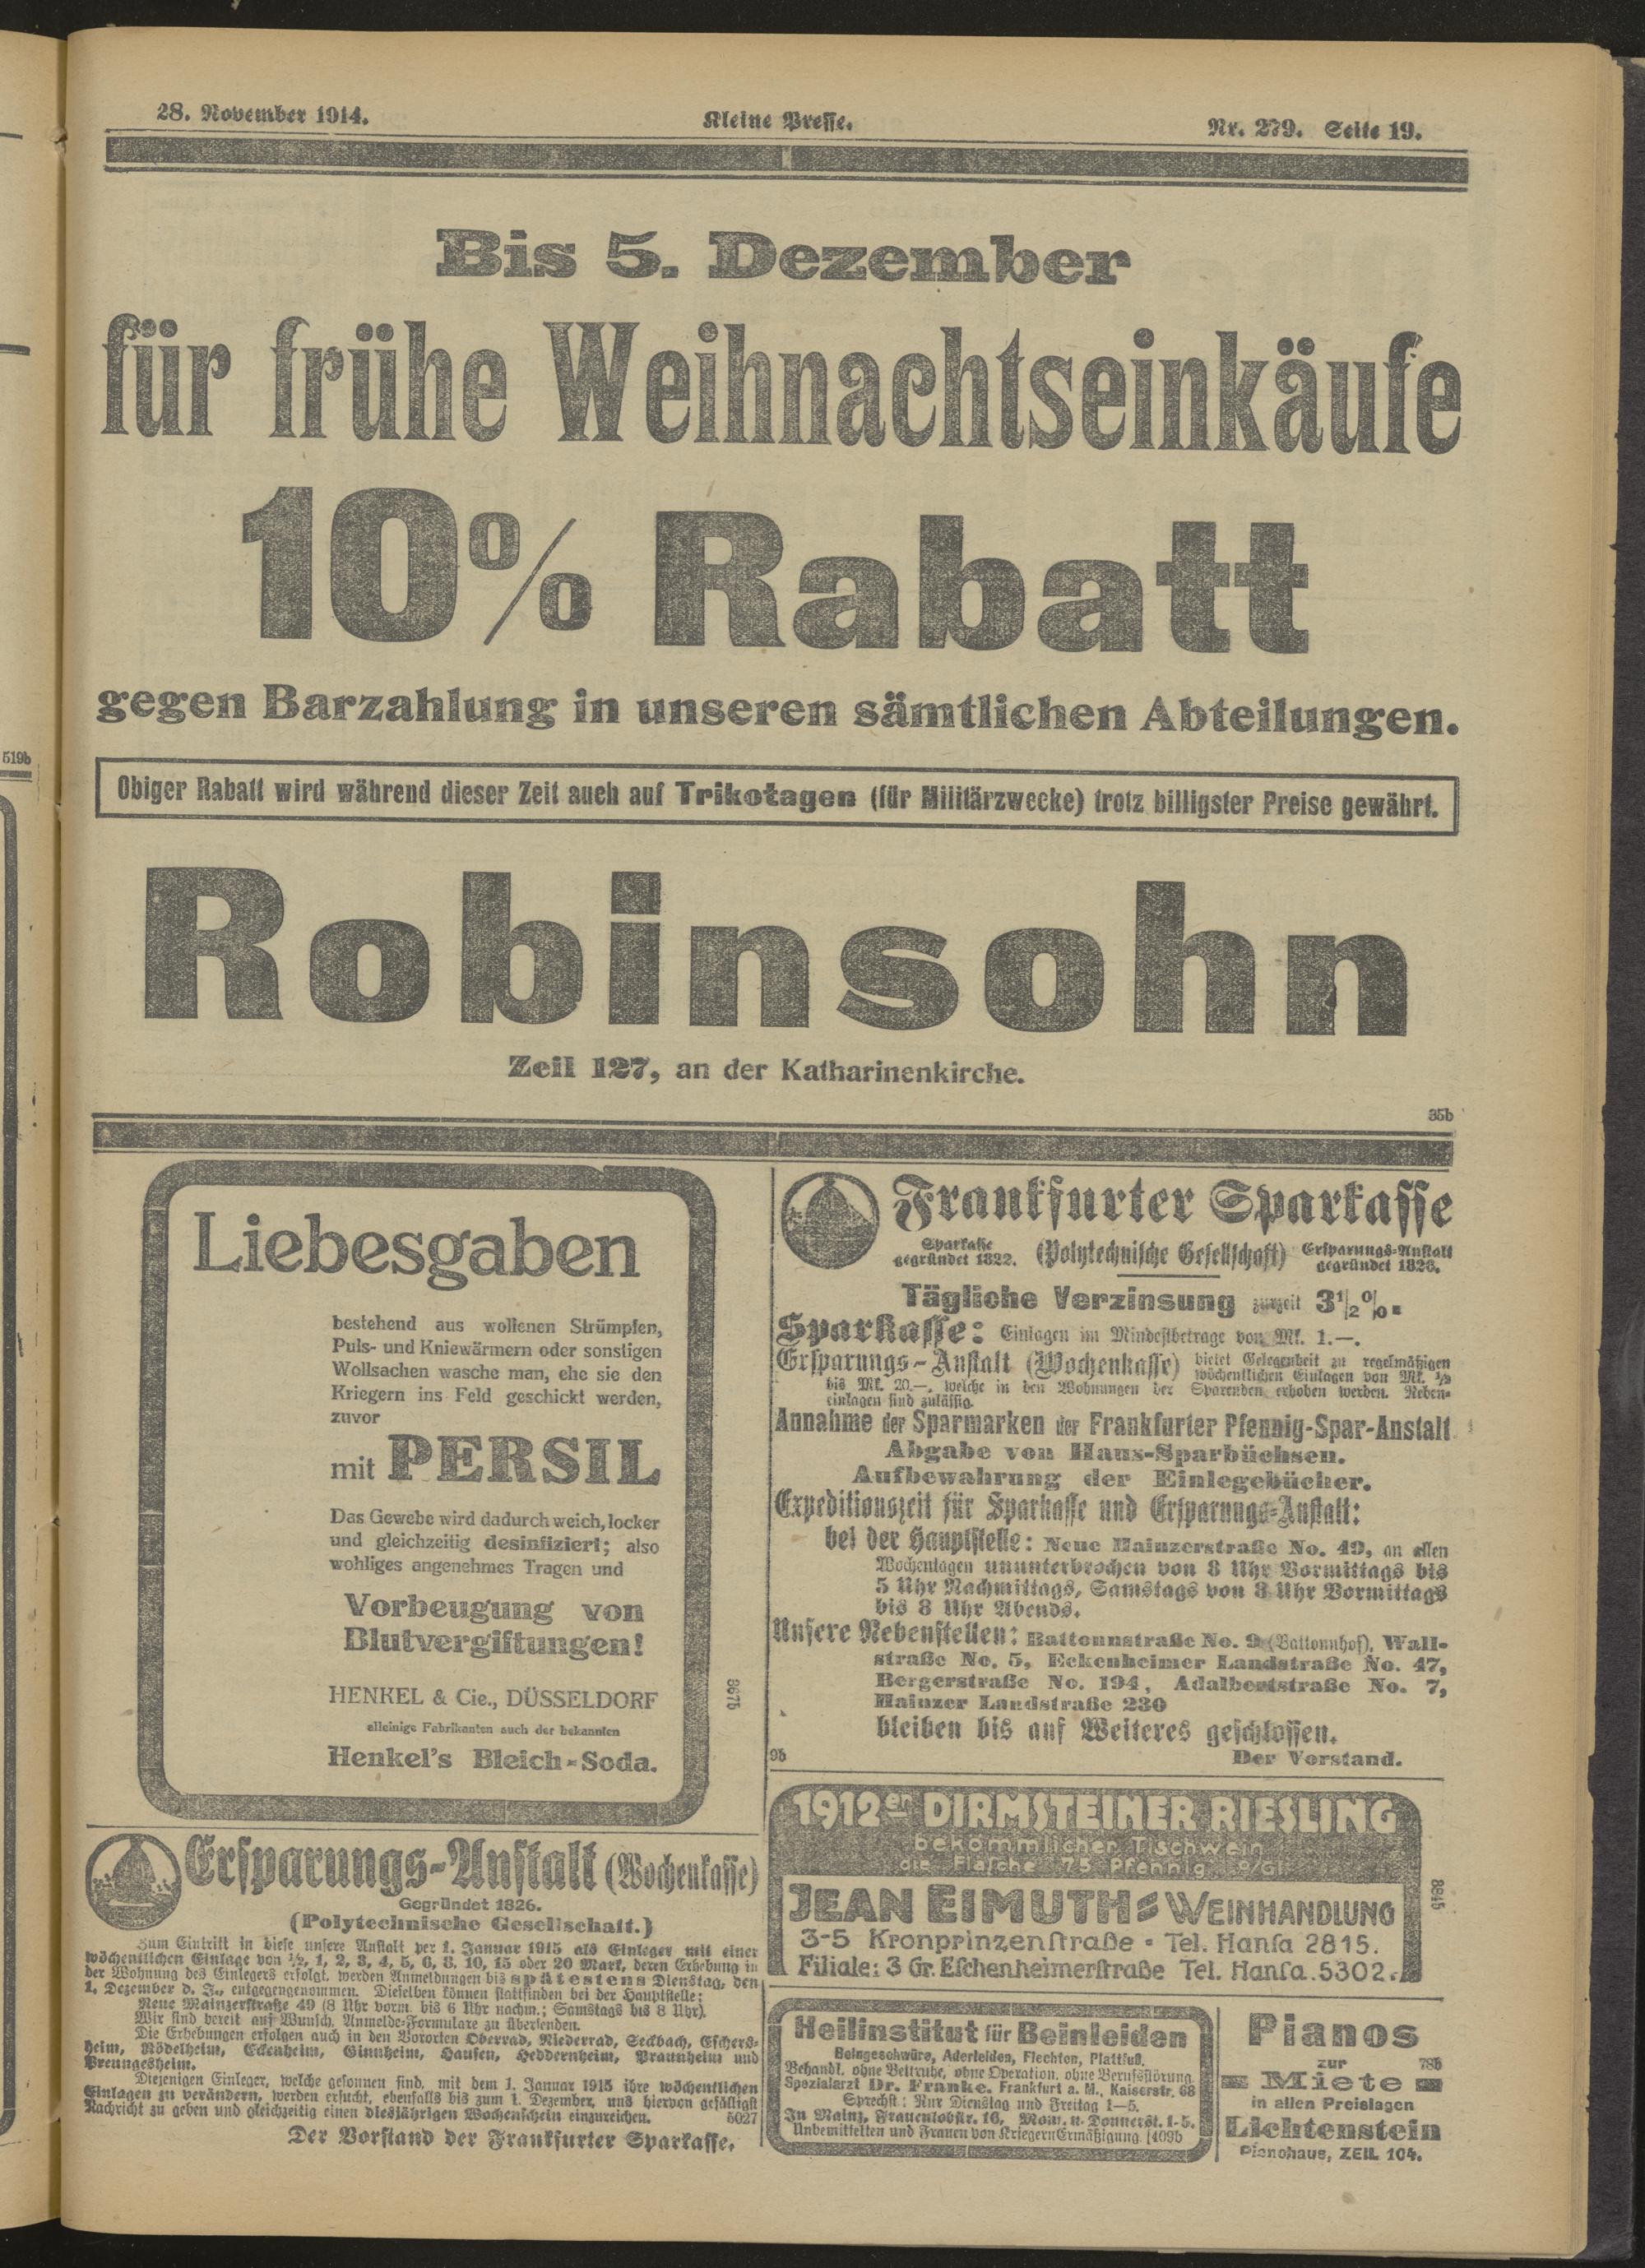 28. November 1914.
Kleine Presse.
Nr. 279. Seite 19.
Bis 5. Dezember
für frühe Weihnachtseinkäufe
10% Rabatt
gegen Barzahlung in unseren sämtlichen Abteilungen.
Obiger Rabatt wird während dieser Zeit auch auf Trikotagen (für Militärzwecke) trotz billigster Preise gewährt.
Robinsohn
Zeil 127, an der Katharinenkirche.
35b
519b
Liebesgaben
bestehend aus wollenen Strümpfen,
Puls- und Kniewärmern oder sonstigen
Wollsachen wasche man, ehe sie den
Kriegern ins Feld geschickt werden,
zuvor
mit PERSIL
Das Gewebe wird dadurch weich, locker
und gleichzeitig desinfiziert; also
wohliges angenehmes Tragen und
Vorbeugung von
Blutvergiftungen!
HENKEL & Cie., DÜSSELDORF
alleinige Fabrikanten auch der bekannten
Henkel's Bleich-Soda.
8675
Ersparungs-Anstalt (Wochenkasse)
Gegründet 1826.
(Polytechnische Gesellschaft.)
Zum Eintritt in diese unsere Anstalt per 1. Januar 1915 als Einleger mit einer
wöchentlichen Einlage von ½, 1, 2, 3, 4, 5, 6, 8, 10, 15 oder 20 Mark, deren Erhebung in
der Wohnung des Einlegers erfolgt, werden Anmeldungen bis spätestens Dienstag, den
1. Dezember d. J., entgegengenommen. Dieselben können stattfinden bei der Hauptstelle:
Neue Mainzerstraße 49 (8 Uhr vorm. bis 6 Uhr nachm.; Samstags bis 8 Uhr).
Wir sind bereit auf Wunsch, Anmelde-Formulare zu übersenden.
Die Erhebungen erfolgen auch in den Vororten Oberrad, Niederrad, Seckbach, Eschers-
heim, Rödelheim, Eckenheim, Ginnheim, Hausen, Heddernheim, Praunheim und
Preungesheim.
Diejenigen Einleger, welche gesonnen sind, mit dem 1. Januar 1915 ihre wöchentlichen
Einlagen zu verändern, werden ersucht, ebenfalls bis zum 1. Dezember, uns hiervon gefälligst
Nachricht zu geben und gleichzeitig einen diesjährigen Wochenschein einzureichen. 5027
Der Vorstand der Frankfurter Sparkasse.
Frankfurter Sparkasse
Sparkasse gegründet 1822. (Polytechnische Gesellschaft) Ersparungs-Anstalt gegründet 1826.
Tägliche Verzinsung zurzeit 3½%.
Sparkasse: Einlagen im Mindestbetrage von Mk. 1.—.
Ersparungs-Anstalt (Wochenkasse) bietet Gelegenheit zu regelmäßigen
wöchentlichen Einlagen von Mk. ½
bis Mk. 20.—, welche in den Wohnungen der Sparenden erhoben werden. Neben-
einlagen sind zulässig.
Annahme der Sparmarken der Frankfurter Pfennig-Spar-Anstalt
Abgabe von Haus-Sparbüchsen.
Aufbewahrung der Einlegebücher.
Expeditionszeit für Sparkasse und Ersparungs-Anstalt:
bei der Hauptstelle: Neue Mainzerstraße No. 49, an allen
Wochentagen ununterbrochen von 8 Uhr Vormittags bis
5 Uhr Nachmittags, Samstags von 8 Uhr Vormittags
bis 8 Uhr Abends.
Unsere Nebenstellen: Battonnstraße No. 9 (Battonnhof), Wall-
straße No. 5, Eckenheimer Landstraße No. 47,
Bergerstraße No. 194, Adalbertstraße No. 7,
Mainzer Landstraße 230
bleiben bis auf Weiteres geschlossen.
9b
Der Vorstand.
1912er DIRMSTEINER RIESLING
bekömmlicher Tischwein
die Flasche 75 Pfennig o/Gl.
JEAN EIMUTH WEINHANDLUNG
3-5 Kronprinzenstraße · Tel. Hansa 2815.
Filiale: 3 Gr. Eschenheimerstraße Tel. Hansa 5302.
8845
Heilinstitut für Beinleiden
Beingeschwüre, Aderleiden, Flechten, Plattfuß.
Behandl. ohne Bettruhe, ohne Operation, ohne Berufsstörung.
Spezialarzt Dr. Franke, Frankfurt a. M., Kaiserstr. 68
Sprechst: Nur Dienstag und Freitag 1—5.
In Mainz, Frauenlobstr. 16, Mont. u. Donnerst. 1-5.
Unbemittelten und Frauen von Kriegern Ermäßigung. [409b
Pianos
zur
78b
Miete
in allen Preislagen
Lichtenstein
Pianohaus, ZEIL 104.